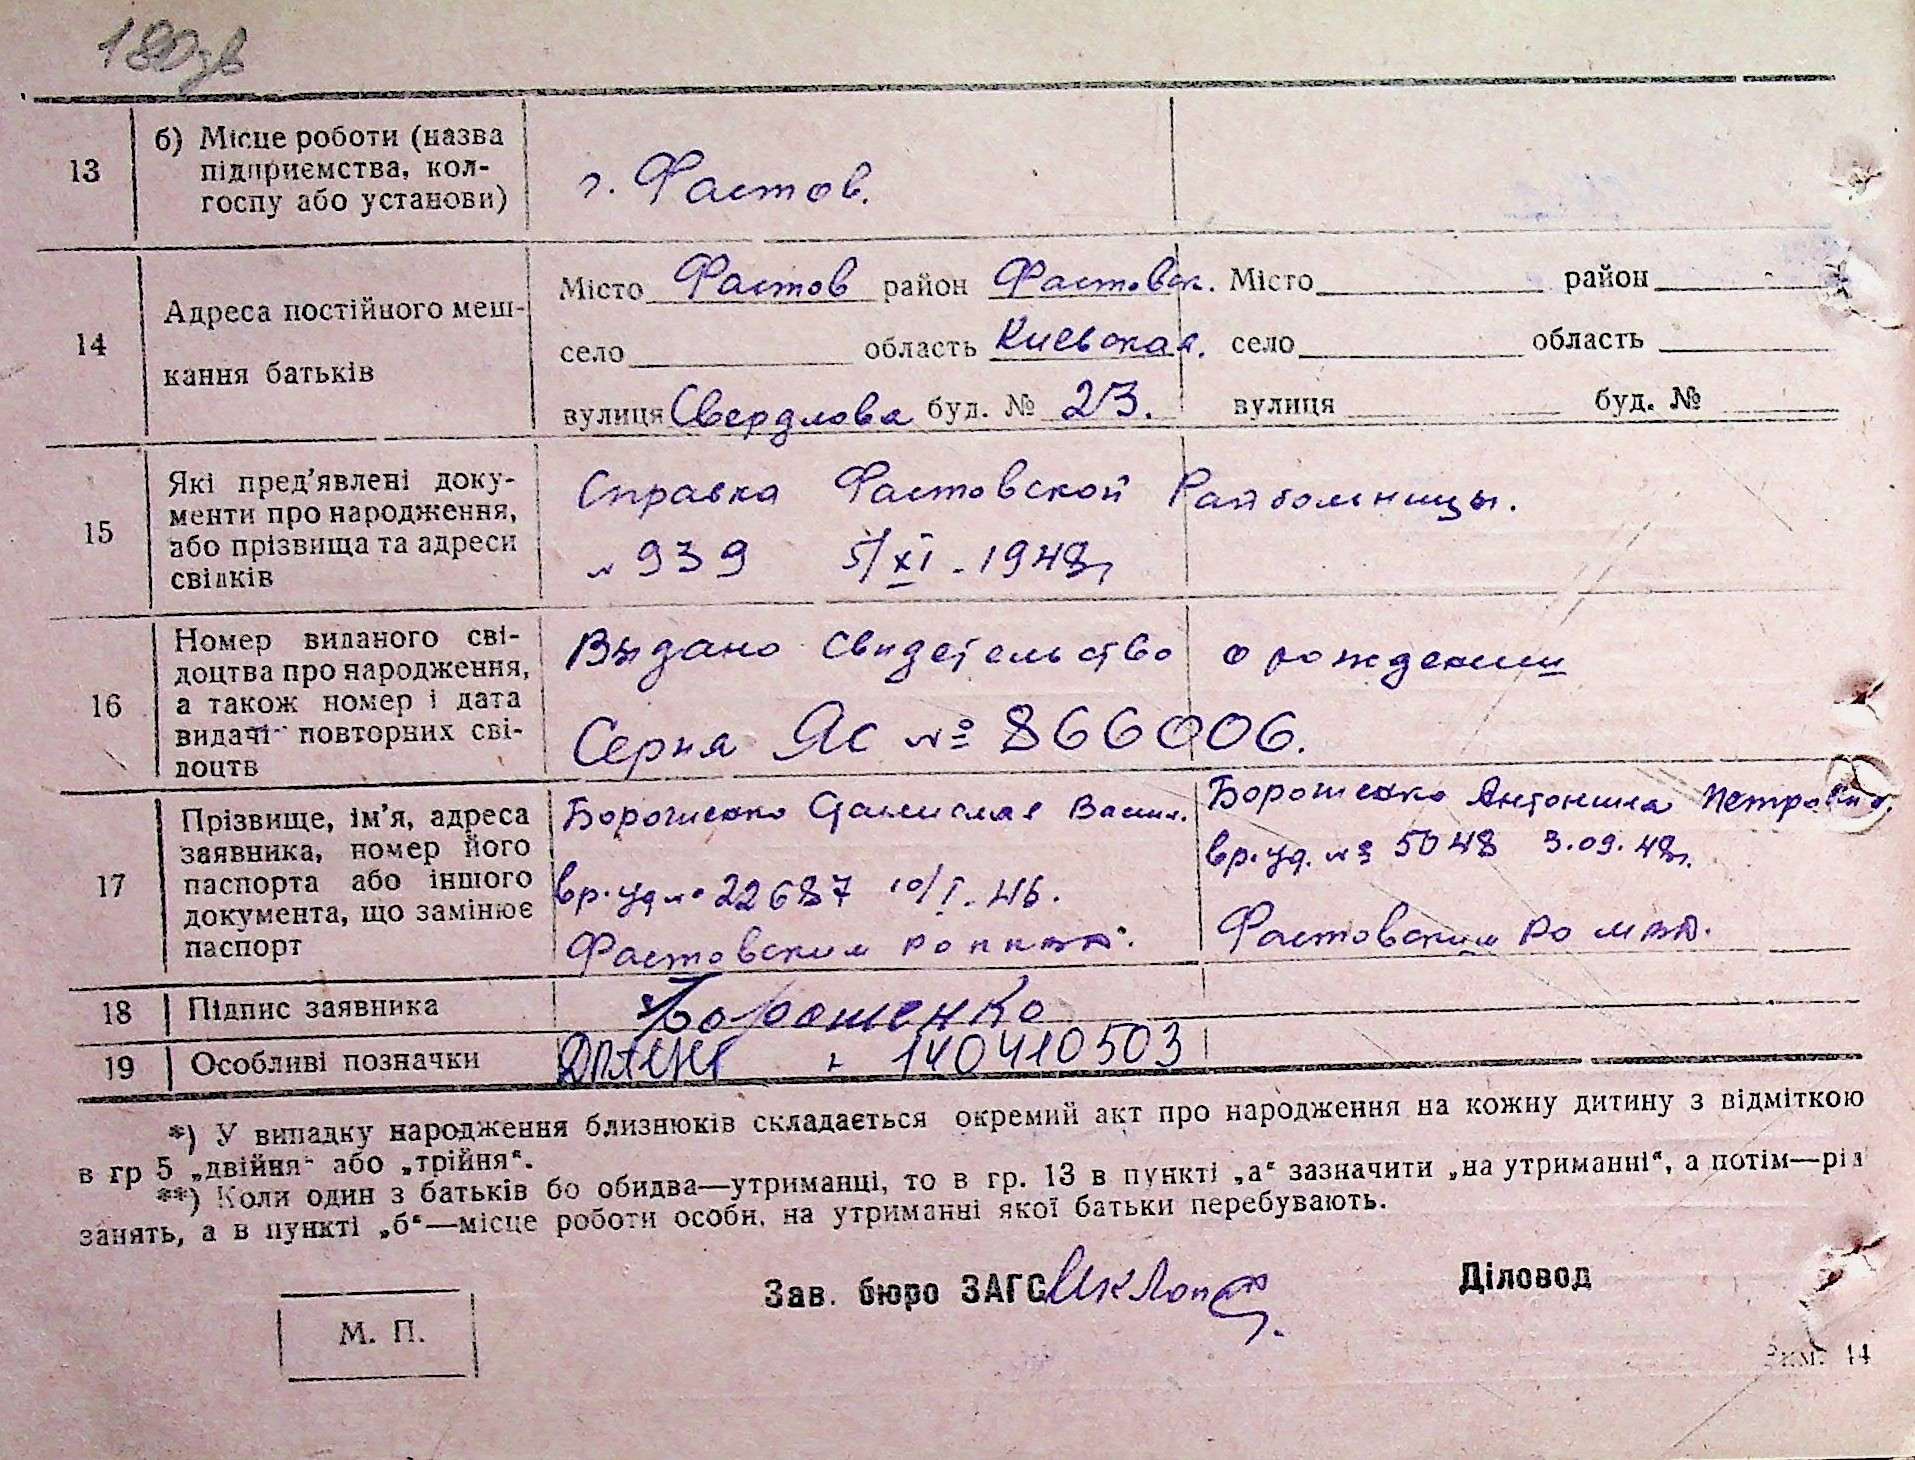 180зв
13
б) Місце роботи (назва
підприємства, кол-
госпу або установи)
г. Фастов.
14
Адреса постійного меш-
кання батьків
Місто Фастов район Фастовск.
село область Киевская.
вулиця Свердлова буд. № 23.
Місто район
село область
вулиця буд. №
15
Які пред'явлені доку-
менти про народження,
або прізвища та адреси
свідків
Справка Фастовской Райбольницы.
№ 939 5/XI - 1948г
16
Номер виданого сві-
доцтва про народження,
а також номер і дата
видачі повторних сві-
доцтв
Выдано свидетельство о рождении
Серия ЯС № 866006.
17
Прізвище, ім'я, адреса
заявника, номер його
паспорта або іншого
документа, що замінює
паспорт
Борошенко Станислав Васил.
вр. уд № 22687 10/I. 46.
Фастовским
Борошенко Антонина Петровна.
вр. уд. № 5048 3.09.48г.
Фастовским РО МВД.
18
Підпис заявника
Борошенко
19
Особливі позначки
140410503
*) У випадку народження близнюків складається окремий акт про народження на кожну дитину з відміткою
в гр 5 „двійня“ або „трійня“.
**) Коли один з батьків бо обидва—утриманці, то в гр. 13 в пункті „а“ зазначити „на утриманні“, а потім—рід
занять, а в пункті „б“—місце роботи особи, на утриманні якої батьки перебувають.
Зав. бюро ЗАГС
Діловод
М. П.
44